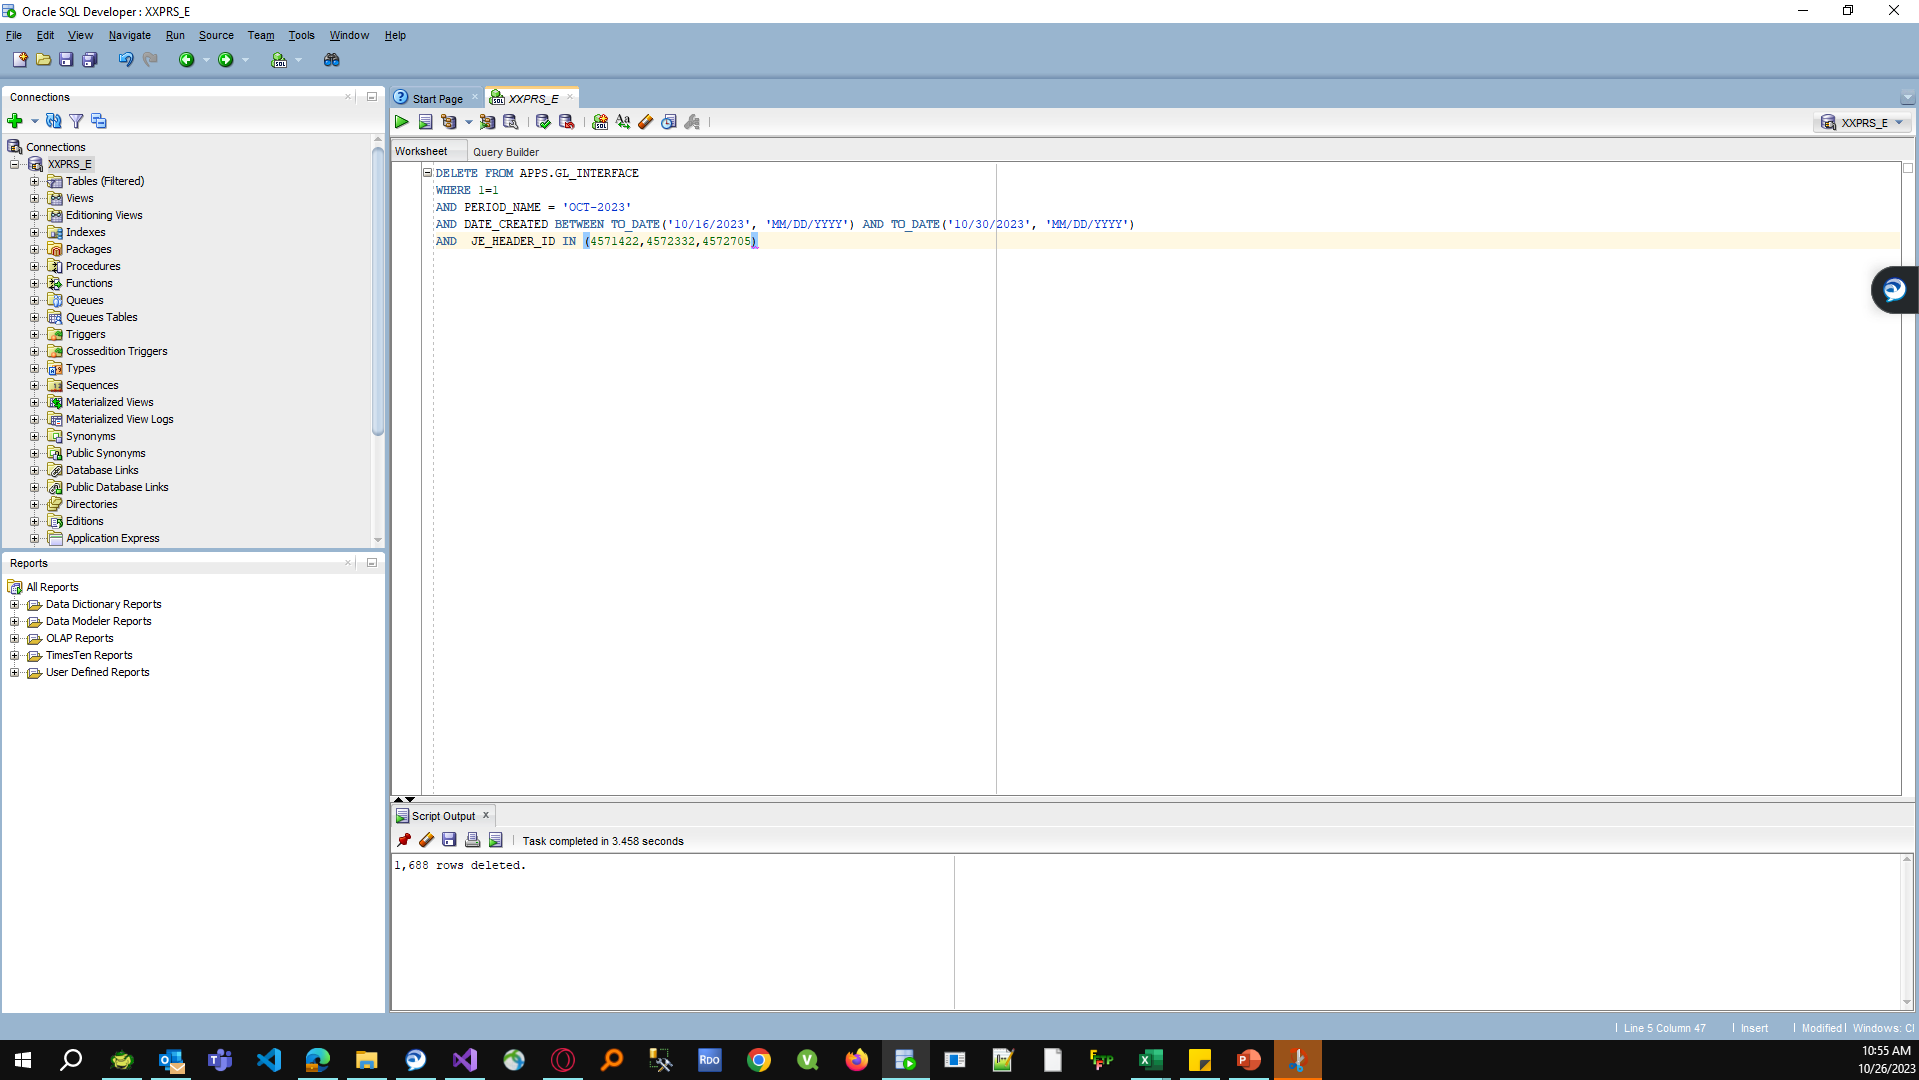 Oracle SQL Developer : XXPRS_E
File Edit View Navigate Run Source Team Tools Window Help
Connections
Start Page
XXPRS_E
XXPRS_E
Worksheet
Query Builder
Connections
XXPRS_E
Tables (Filtered)
Views
Editioning Views
Indexes
Packages
Procedures
Functions
Queues
Queues Tables
Triggers
Crossedition Triggers
Types
Sequences
Materialized Views
Materialized View Logs
Synonyms
Public Synonyms
Database Links
Public Database Links
Directories
Editions
Application Express
DELETE FROM APPS.GL_INTERFACE
WHERE 1=1
AND PERIOD_NAME = 'OCT-2023'
AND DATE_CREATED BETWEEN TO_DATE('10/16/2023', 'MM/DD/YYYY') AND TO_DATE('10/30/2023', 'MM/DD/YYYY')
AND  JE_HEADER_ID IN (4571422,4572332,4572705)
Reports
All Reports
Data Dictionary Reports
Data Modeler Reports
OLAP Reports
TimesTen Reports
User Defined Reports
Script Output
Task completed in 3.458 seconds
1,688 rows deleted.
Line 5 Column 47
Insert
Modified
Windows: Cl
10:55 AM
10/26/2023